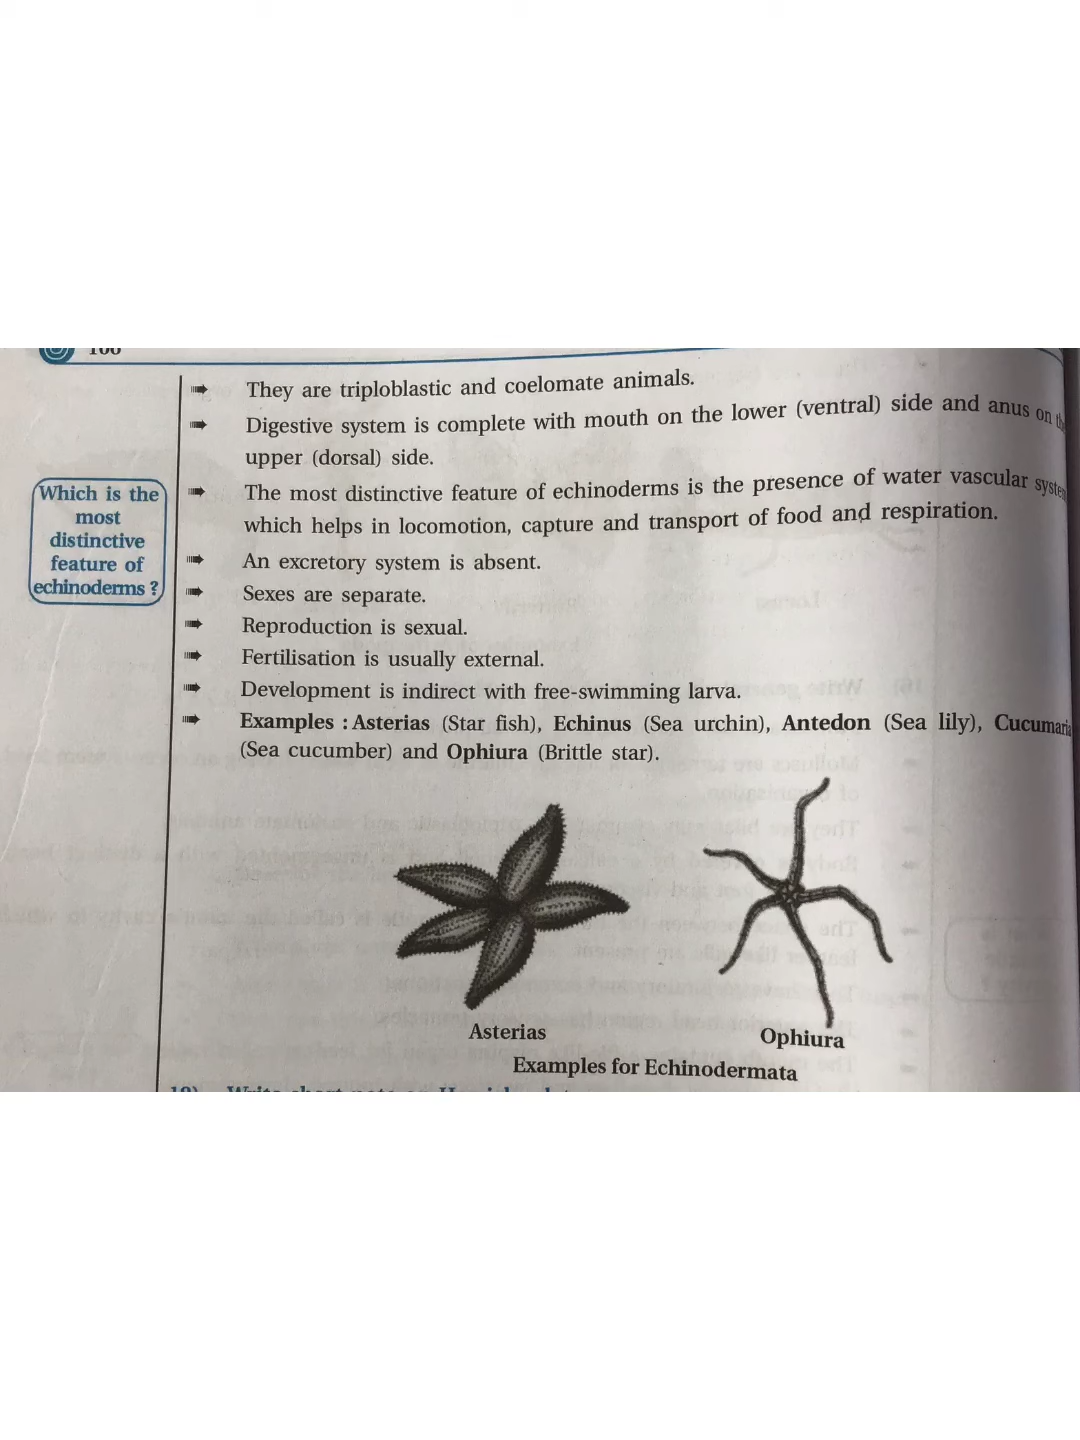 They are triploblastic and coelomate animals.
Digestive system is complete with mouth on the lower (ventral) side and anus on the
upper (dorsal) side.
Which is the
most
distinctive
feature of
echinoderms ?
The most distinctive feature of echinoderms is the presence of water vascular system
which helps in locomotion, capture and transport of food and respiration.
An excretory system is absent.
Sexes are separate.
Reproduction is sexual.
Fertilisation is usually external.
Development is indirect with free-swimming larva.
Examples : Asterias (Star fish), Echinus (Sea urchin), Antedon (Sea lily), Cucumaria
(Sea cucumber) and Ophiura (Brittle star).
Asterias
Ophiura
Examples for Echinodermata